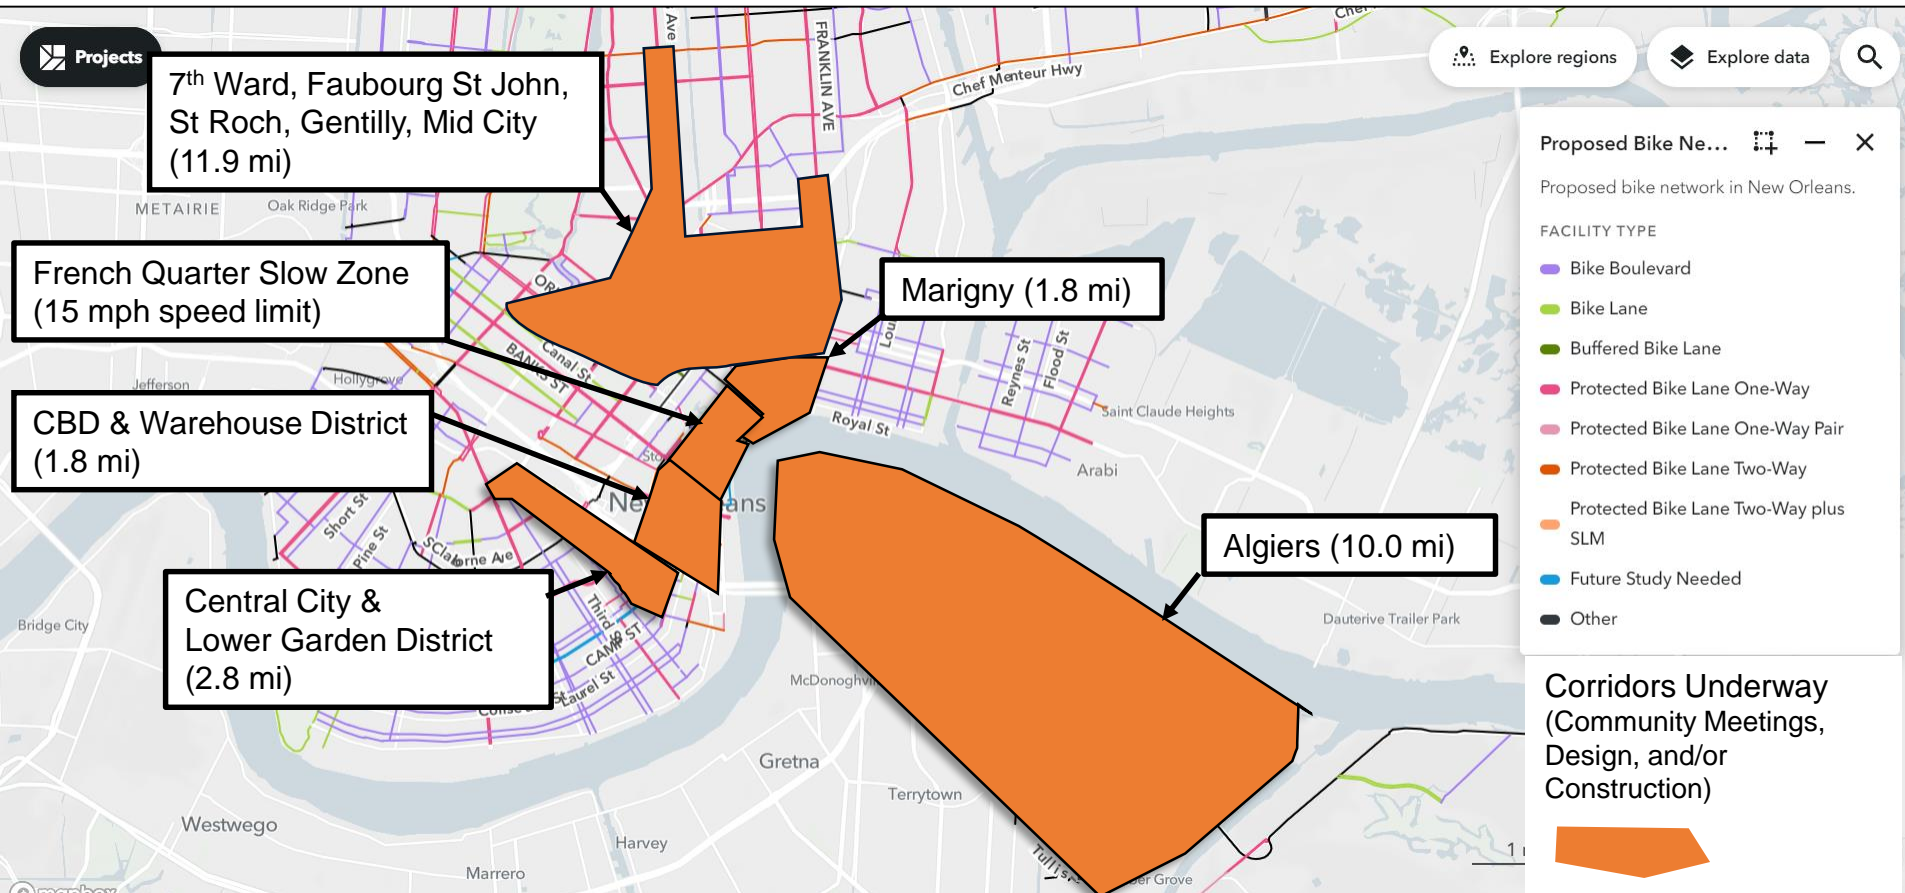 Projects
Explore regions
Explore data
7th Ward, Faubourg St John,
St Roch, Gentilly, Mid City
(11.9 mi)
French Quarter Slow Zone
(15 mph speed limit)
CBD & Warehouse District
(1.8 mi)
Central City &
Lower Garden District
(2.8 mi)
Marigny (1.8 mi)
Algiers (10.0 mi)
Proposed Bike Ne...
Proposed bike network in New Orleans.
FACILITY TYPE
Bike Boulevard
Bike Lane
Buffered Bike Lane
Protected Bike Lane One-Way
Protected Bike Lane One-Way Pair
Protected Bike Lane Two-Way
Protected Bike Lane Two-Way plus
SLM
Future Study Needed
Other
Corridors Underway
(Community Meetings,
Design, and/or
Construction)
Ave
FRANKLIN AVE
Chef Menteur Hwy
METAIRIE
Oak Ridge Park
Jefferson
Hollygrove
Canal St
BANKS ST
Royal St
Reynes St
Flood St
Saint Claude Heights
Arabi
Short St
Pine St
Third St
CAMP ST
Laurel St
Bridge City
Dauterive Trailer Park
Gretna
Terrytown
Westwego
Harvey
Marrero
mapbox